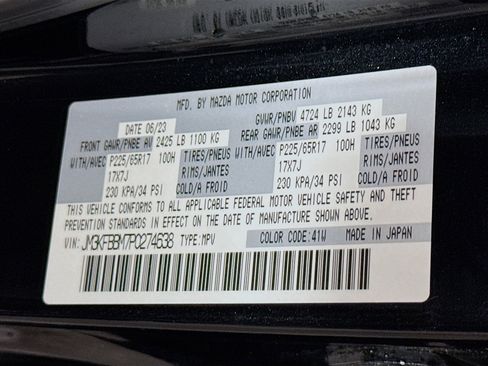 MFD. BY MAZDA MOTOR CORPORATION
DATE 06/23 GVWR/PNBV 4724 LB 2143 KG
FRONT GAWR/PNBE AV 2425 LB 1100 KG REAR GAWR/PNBE AR 2299 LB 1043 KG
WITH/AVEC P225/65R17 100H TIRES/PNEUS WITH/AVEC P225/65R17 100H TIRES/PNEUS
17X7J RIMS/JANTES 17X7J RIMS/JANTES
230 KPA/34 PSI COLD/A FROID 230 KPA/34 PSI COLD/A FROID
THIS VEHICLE CONFORMS TO ALL APPLICABLE FEDERAL MOTOR VEHICLE SAFETY AND THEFT
PREVENTION STANDARDS IN EFFECT ON THE DATE OF MANUFACTURE SHOWN ABOVE.
VIN: JM3KFBBM7P0274638 TYPE: MPV COLOR CODE: 41W MADE IN JAPAN